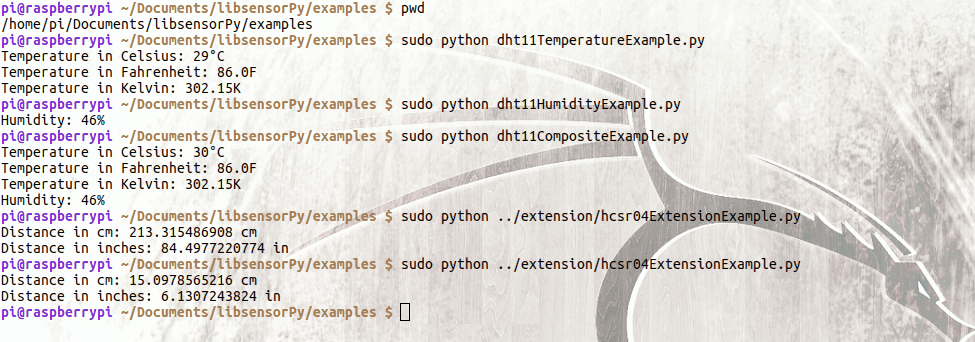 pi@raspberrypi ~/Documents/libsensorPy/examples $ pwd
/home/pi/Documents/libsensorPy/examples
pi@raspberrypi ~/Documents/libsensorPy/examples $ sudo python dht11TemperatureExample.py
Temperature in Celsius: 29°C
Temperature in Fahrenheit: 86.0F
Temperature in Kelvin: 302.15K
pi@raspberrypi ~/Documents/libsensorPy/examples $ sudo python dht11HumidityExample.py
Humidity: 46%
pi@raspberrypi ~/Documents/libsensorPy/examples $ sudo python dht11CompositeExample.py
Temperature in Celsius: 30°C
Temperature in Fahrenheit: 86.0F
Temperature in Kelvin: 302.15K
Humidity: 46%
pi@raspberrypi ~/Documents/libsensorPy/examples $ sudo python ../extension/hcsr04ExtensionExample.py
Distance in cm: 213.315486908 cm
Distance in inches: 84.4977220774 in
pi@raspberrypi ~/Documents/libsensorPy/examples $ sudo python ../extension/hcsr04ExtensionExample.py
Distance in cm: 15.0978565216 cm
Distance in inches: 6.1307243824 in
pi@raspberrypi ~/Documents/libsensorPy/examples $